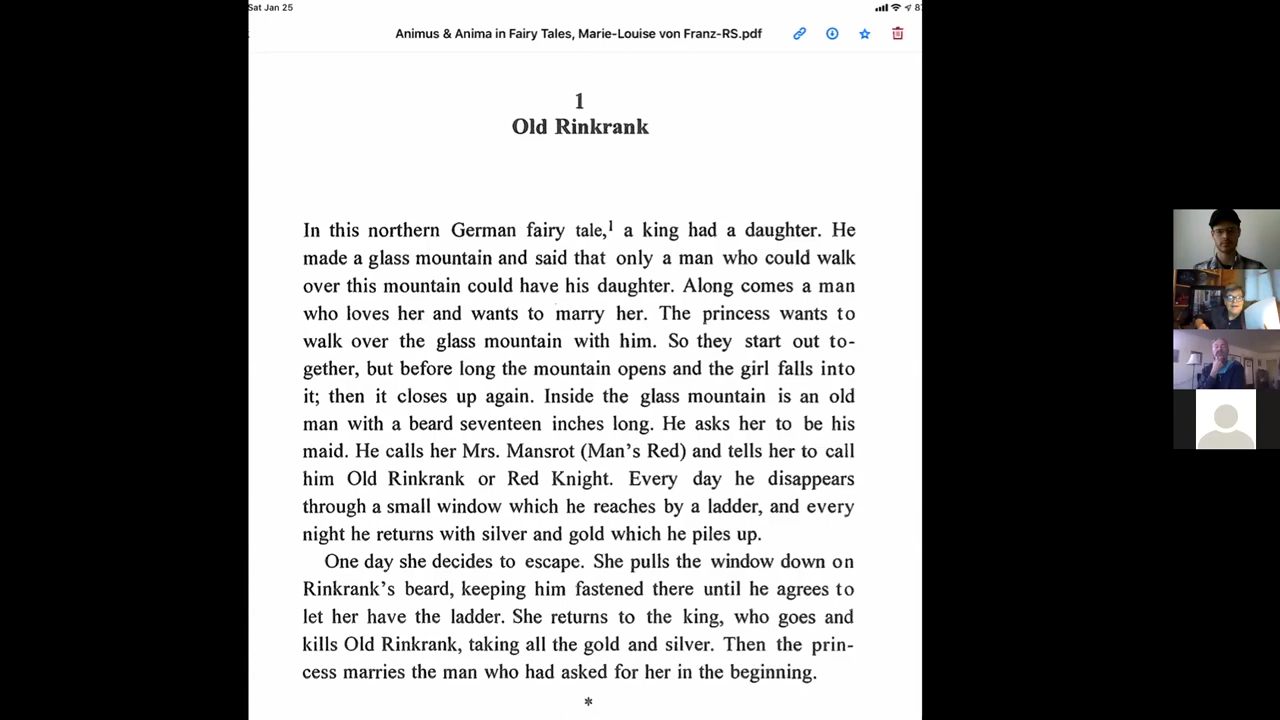 Sat Jan 25
Animus & Anima in Fairy Tales, Marie-Louise von Franz-RS.pdf
1
Old Rinkrank
In this northern German fairy tale,¹ a king had a daughter. He
made a glass mountain and said that only a man who could walk
over this mountain could have his daughter. Along comes a man
who loves her and wants to marry her. The princess wants to
walk over the glass mountain with him. So they start out to-
gether, but before long the mountain opens and the girl falls into
it; then it closes up again. Inside the glass mountain is an old
man with a beard seventeen inches long. He asks her to be his
maid. He calls her Mrs. Mansrot (Man's Red) and tells her to call
him Old Rinkrank or Red Knight. Every day he disappears
through a small window which he reaches by a ladder, and every
night he returns with silver and gold which he piles up.
One day she decides to escape. She pulls the window down on
Rinkrank's beard, keeping him fastened there until he agrees to
let her have the ladder. She returns to the king, who goes and
kills Old Rinkrank, taking all the gold and silver. Then the prin-
cess marries the man who had asked for her in the beginning.
*